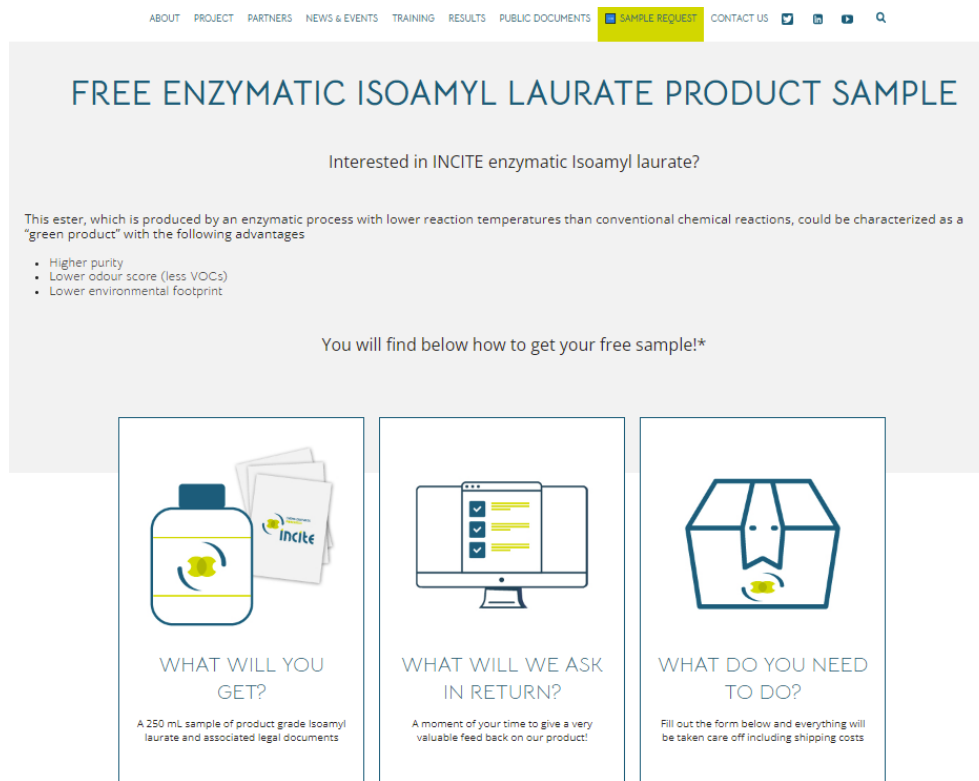 ABOUT PROJECT PARTNERS NEWS & EVENTS TRAINING RESULTS PUBLIC DOCUMENTS SAMPLE REQUEST CONTACT US
FREE ENZYMATIC ISOAMYL LAURATE PRODUCT SAMPLE
Interested in INCITE enzymatic Isoamyl laurate?
This ester, which is produced by an enzymatic process with lower reaction temperatures than conventional chemical reactions, could be characterized as a
“green product” with the following advantages
• Higher purity
• Lower odour score (less VOCs)
• Lower environmental footprint
You will find below how to get your free sample!*
incite
WHAT WILL YOU
GET?
A 250 mL sample of product grade Isoamyl
laurate and associated legal documents
WHAT WILL WE ASK
IN RETURN?
A moment of your time to give a very
valuable feed back on our product!
WHAT DO YOU NEED
TO DO?
Fill out the form below and everything will
be taken care off including shipping costs